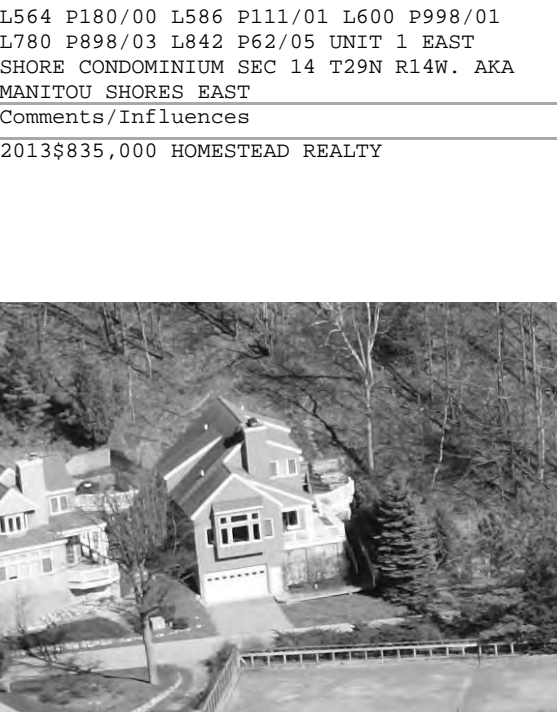 L564 P180/00 L586 P111/01 L600 P998/01
L780 P898/03 L842 P62/05 UNIT 1 EAST
SHORE CONDOMINIUM SEC 14 T29N R14W. AKA
MANITOU SHORES EAST
Comments/Influences
2013$835,000 HOMESTEAD REALTY